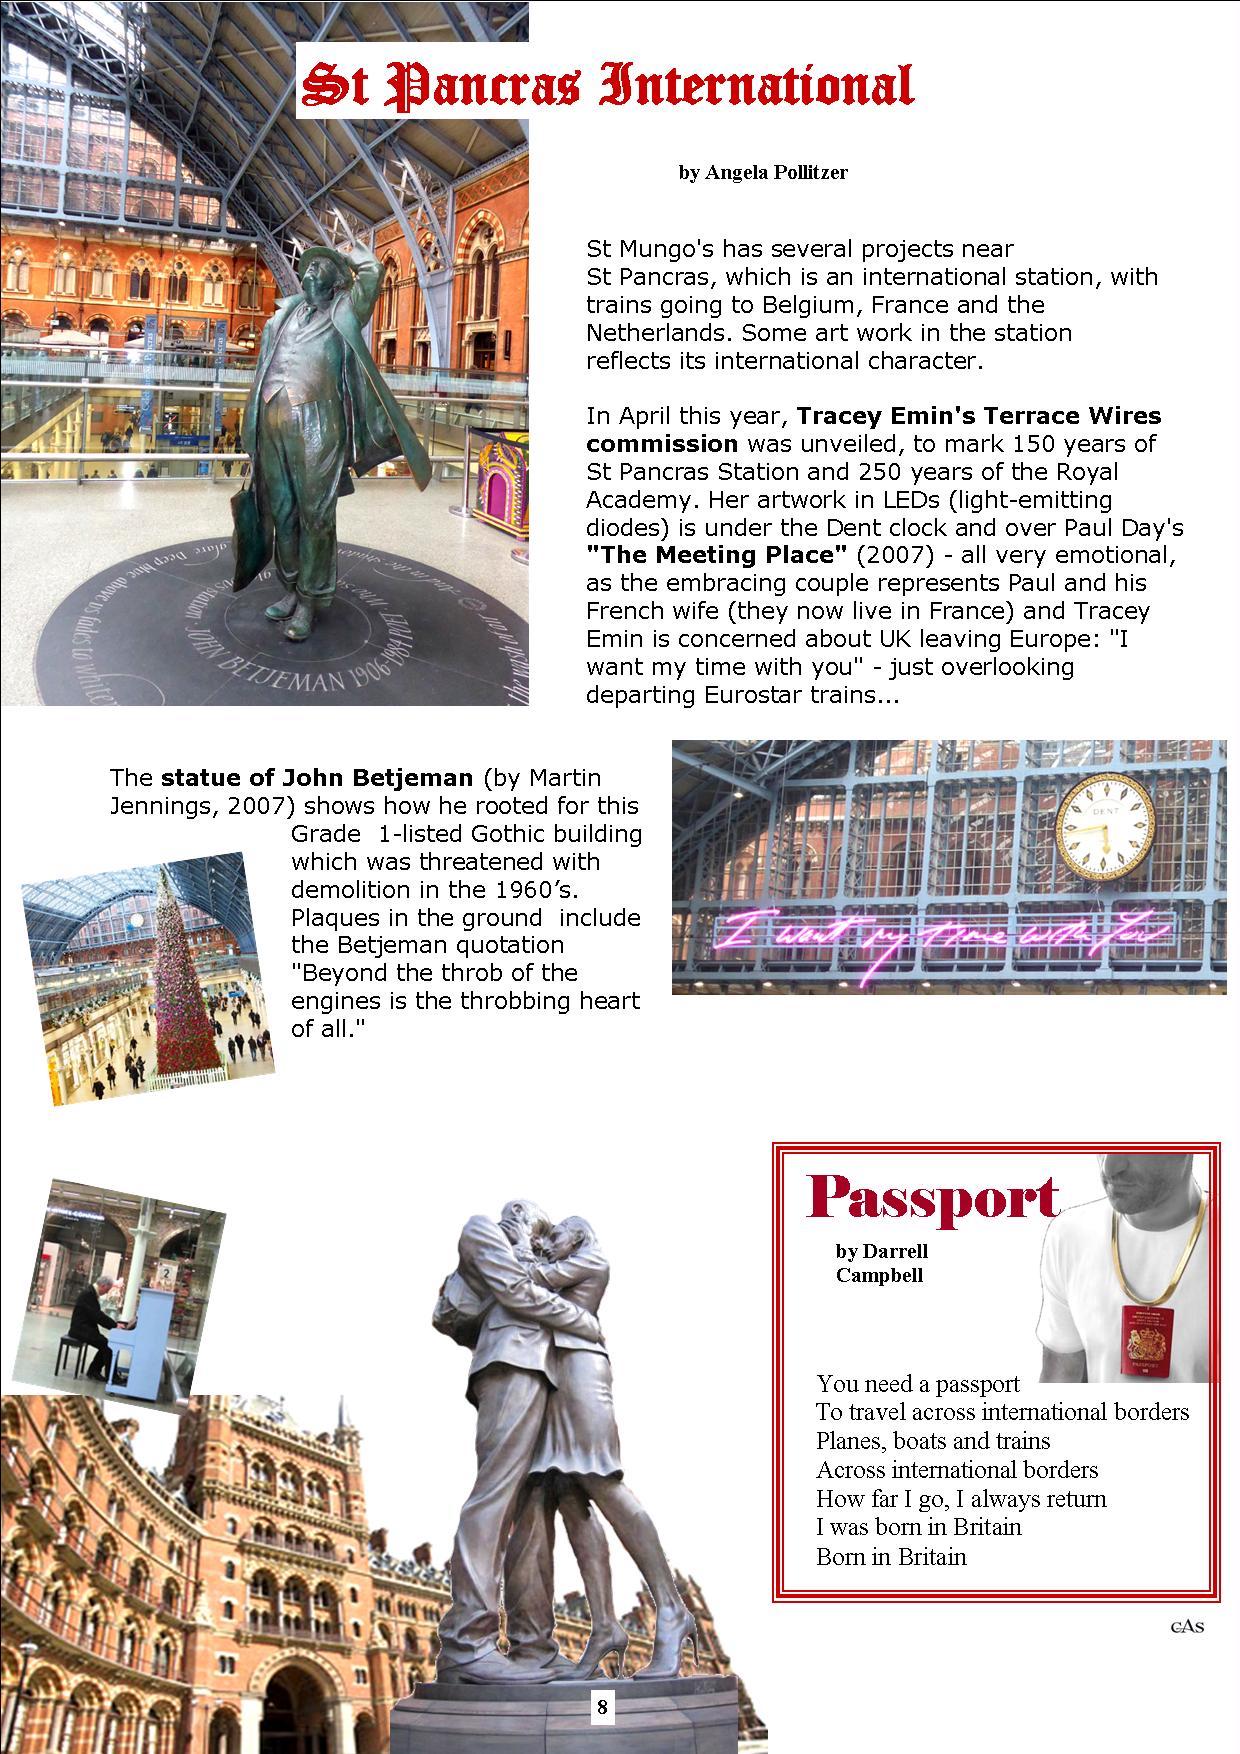 St Pancras International
by Angela Pollitzer
St Mungo's has several projects near
St Pancras, which is an international station, with
trains going to Belgium, France and the
Netherlands. Some art work in the station
reflects its international character.
In April this year, Tracey Emin's Terrace Wires
commission was unveiled, to mark 150 years of
St Pancras Station and 250 years of the Royal
Academy. Her artwork in LEDs (light-emitting
diodes) is under the Dent clock and over Paul Day's
"The Meeting Place" (2007) - all very emotional,
as the embracing couple represents Paul and his
French wife (they now live in France) and Tracey
Emin is concerned about UK leaving Europe: "I
want my time with you" - just overlooking
departing Eurostar trains...
JOHN BETJEMAN 1906-1984 POET
Deep blue above us fades to whiteness
The statue of John Betjeman (by Martin
Jennings, 2007) shows how he rooted for this
Grade 1-listed Gothic building
which was threatened with
demolition in the 1960’s.
Plaques in the ground include
the Betjeman quotation
"Beyond the throb of the
engines is the throbbing heart
of all."
DENT
I want my time with You
Passport
by Darrell
Campbell
PASSPORT
You need a passport
To travel across international borders
Planes, boats and trains
Across international borders
How far I go, I always return
I was born in Britain
Born in Britain
cAs
8